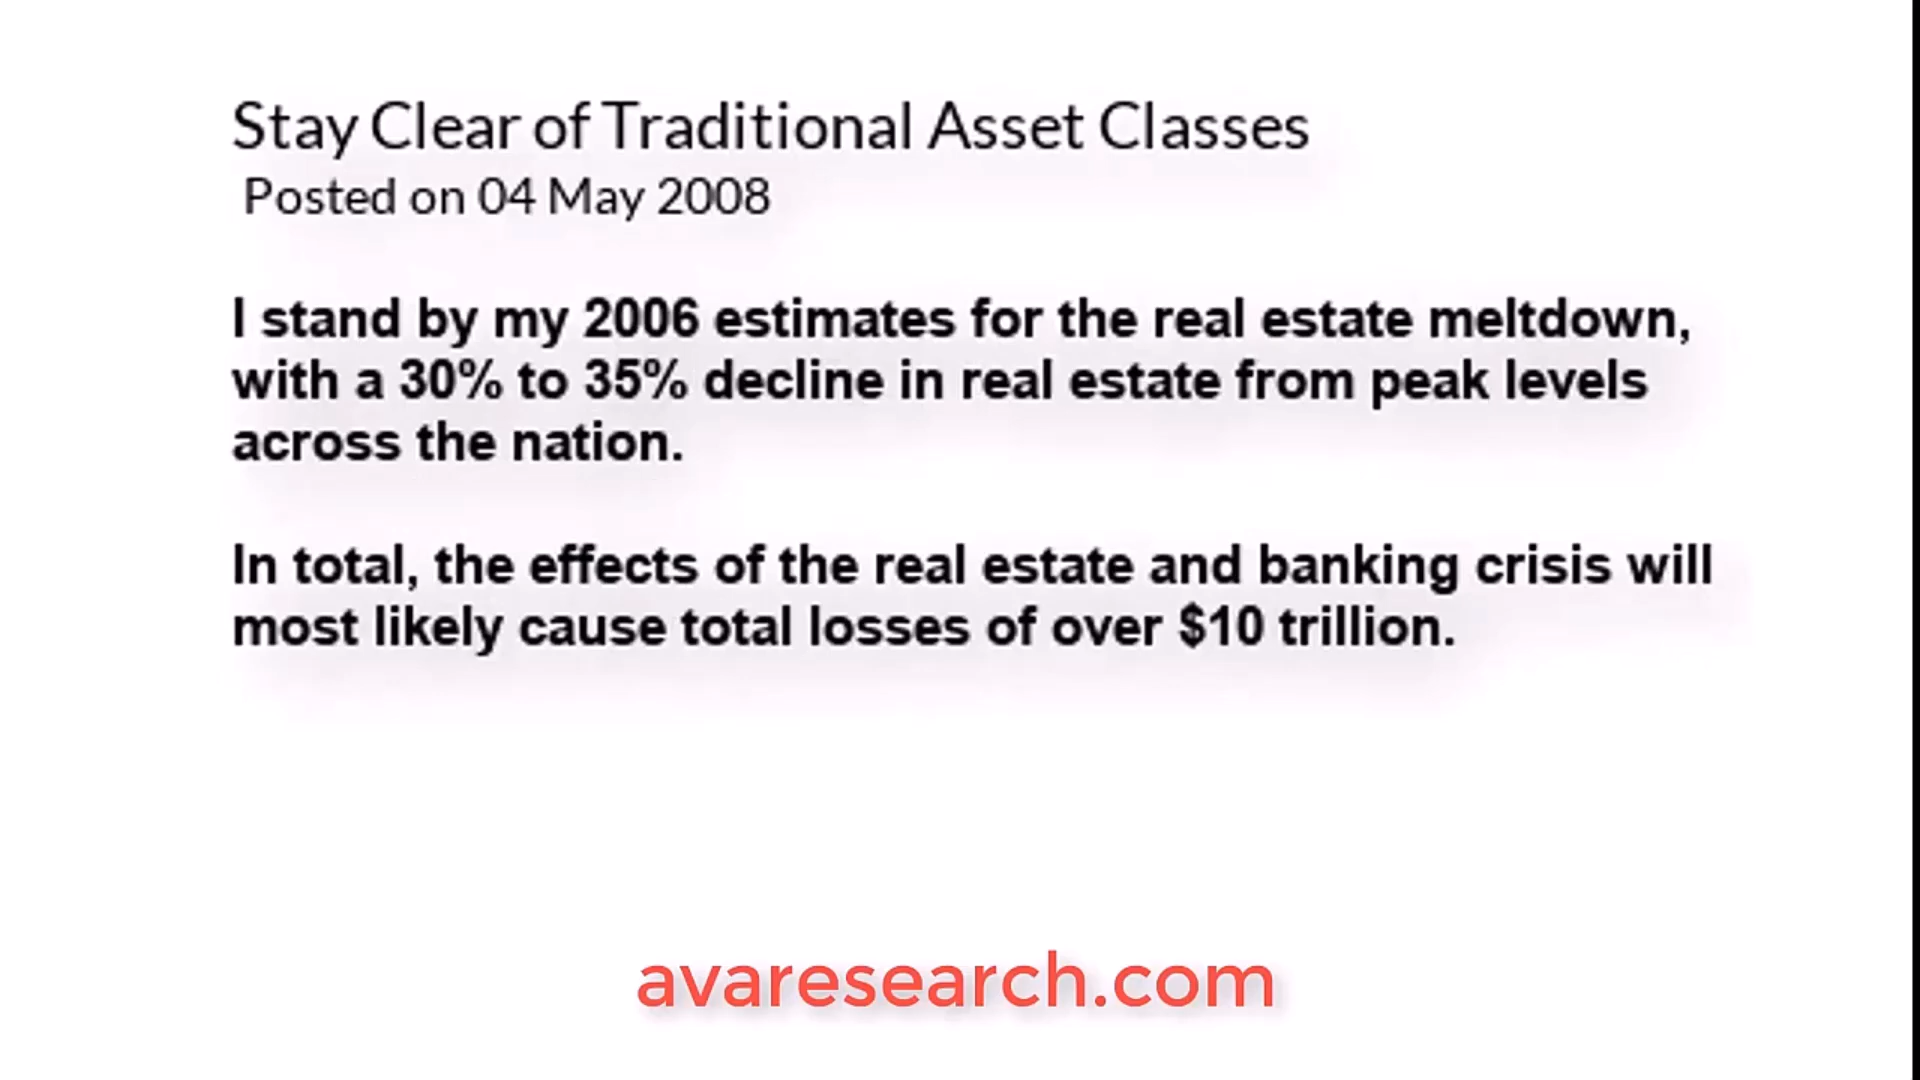 Stay Clear of Traditional Asset Classes
Posted on 04 May 2008
I stand by my 2006 estimates for the real estate meltdown,
with a 30% to 35% decline in real estate from peak levels
across the nation.
In total, the effects of the real estate and banking crisis will
most likely cause total losses of over $10 trillion.
avaresearch.com